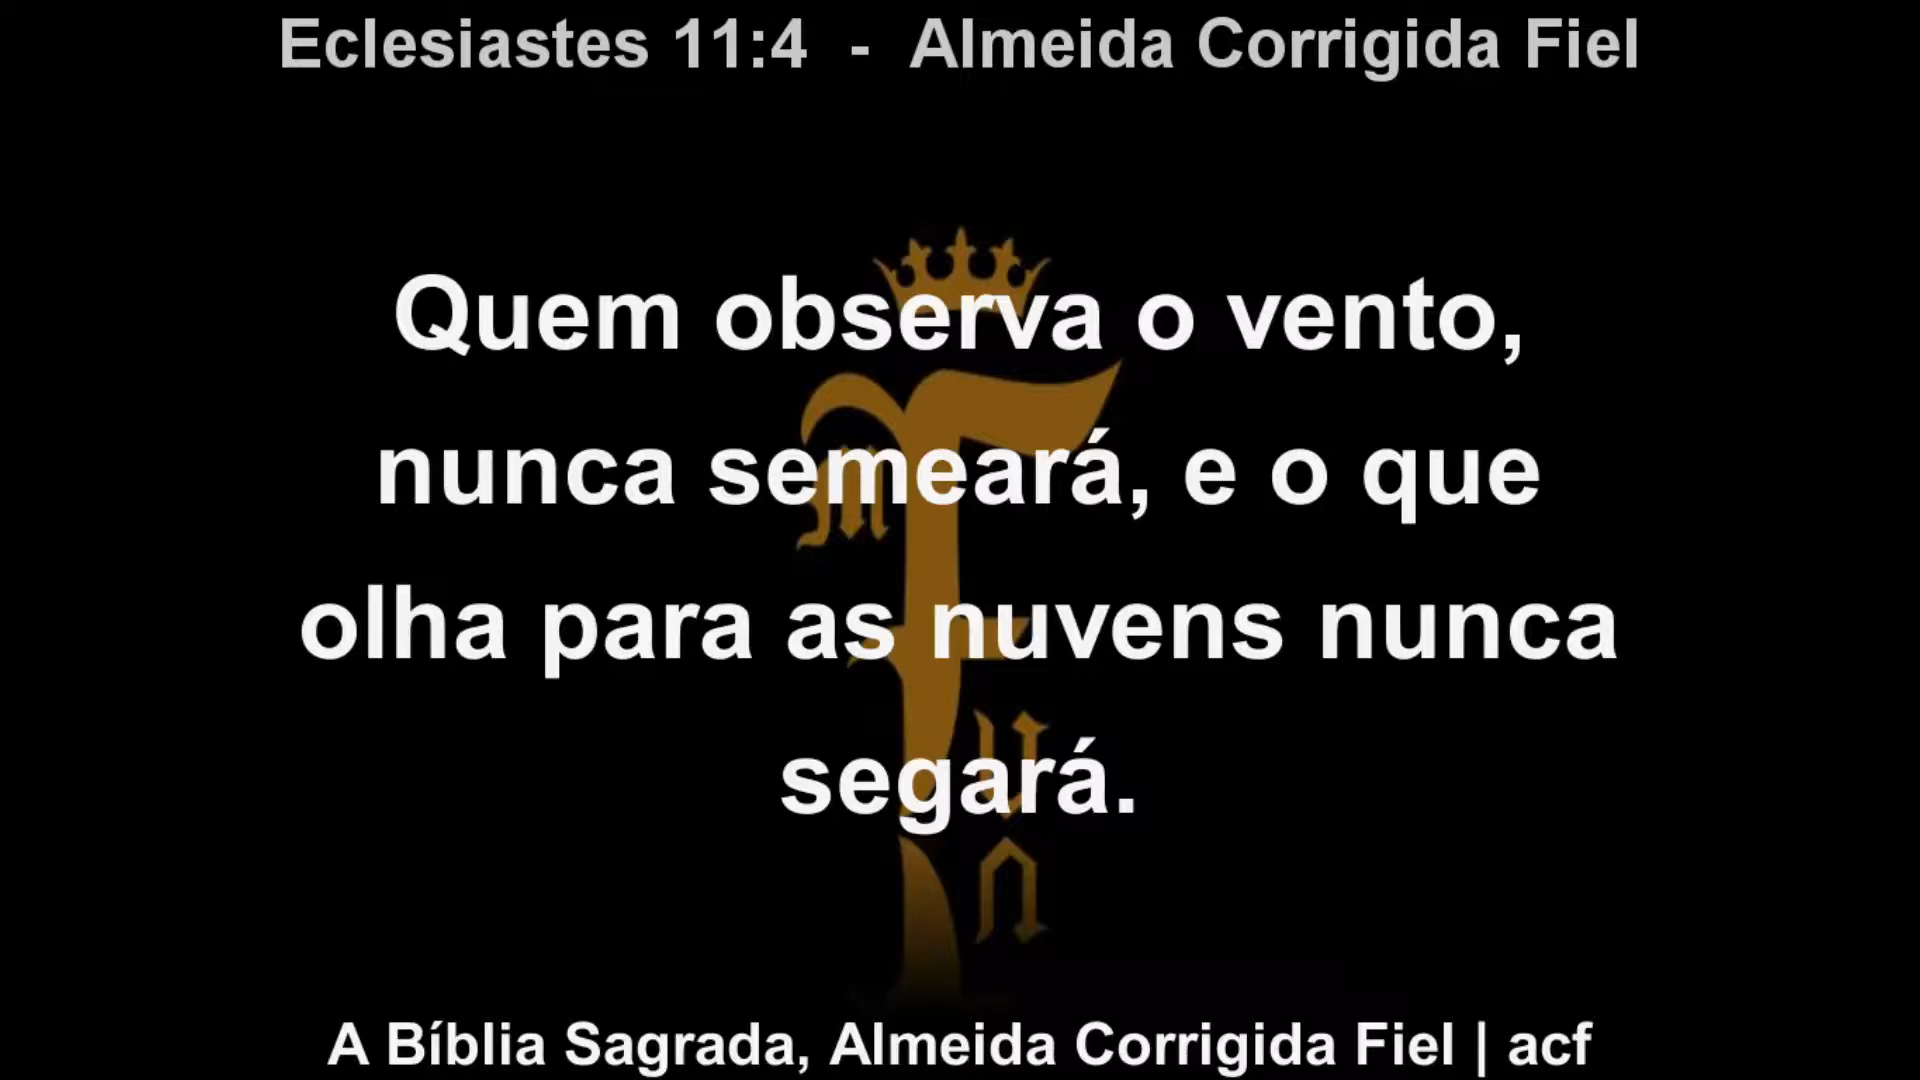 Eclesiastes 11:4 - Almeida Corrigida Fiel
Quem observa o vento,
nunca semeará, e o que
olha para as nuvens nunca
segará.
A Bíblia Sagrada, Almeida Corrigida Fiel | acf